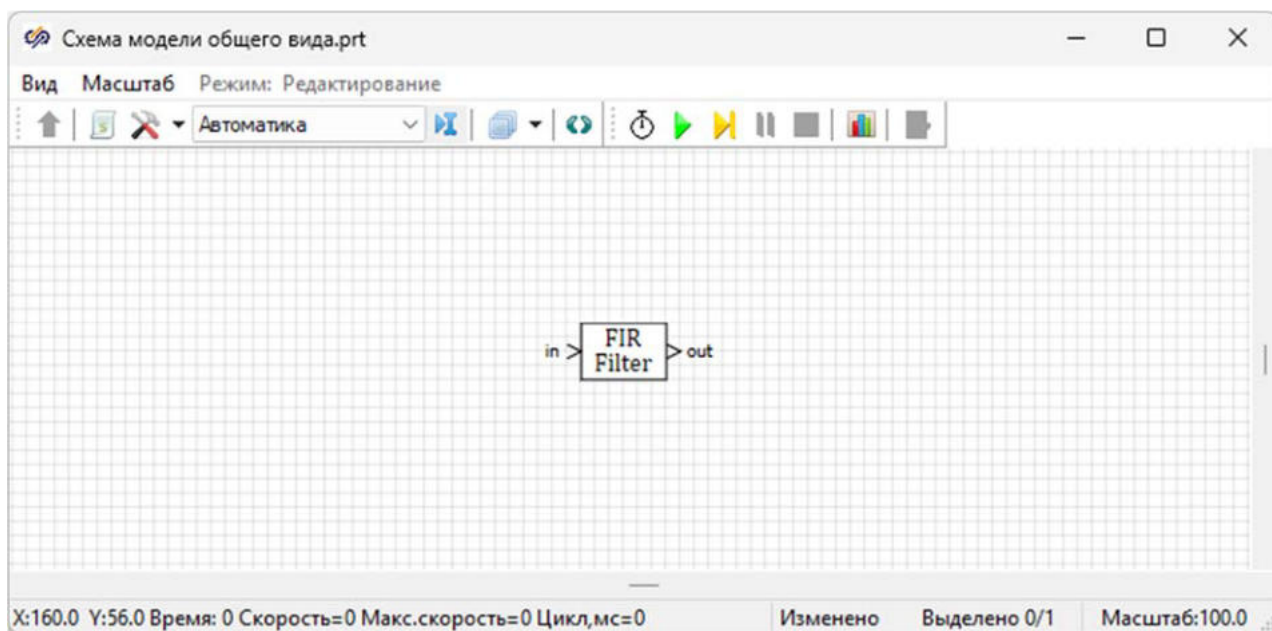 Схема модели общего вида.prt
Вид Масштаб Режим: Редактирование
Автоматика
in FIR Filter out
X:160.0 Y:56.0 Время: 0 Скорость=0 Макс.скорость=0 Цикл,мс=0 Изменено Выделено 0/1 Масштаб:100.0